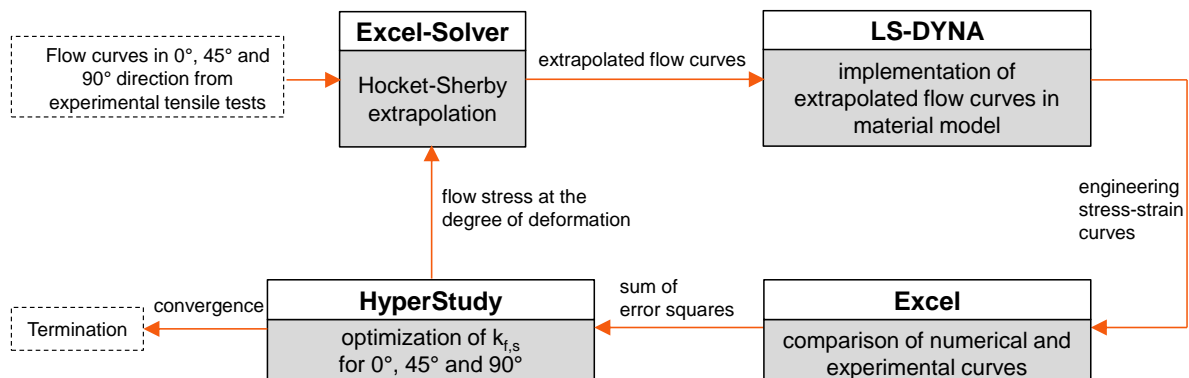 Flow curves in 0°, 45° and
90° direction from
experimental tensile tests
Excel-Solver
Hocket-Sherby
extrapolation
extrapolated flow curves
LS-DYNA
implementation of
extrapolated flow curves in
material model
engineering
stress-strain
curves
Excel
comparison of numerical and
experimental curves
sum of
error squares
HyperStudy
optimization of kf,s
for 0°, 45° and 90°
flow stress at the
degree of deformation
convergence
Termination